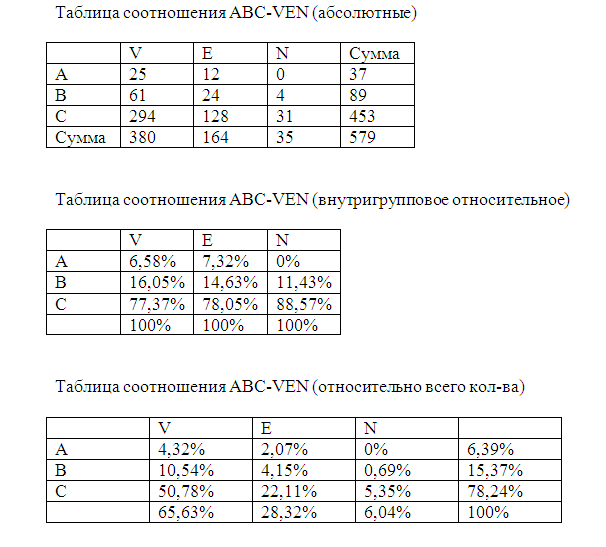 Таблица соотношения ABC-VEN (абсолютные)
V E N Сумма
A 25 12 0 37
B 61 24 4 89
C 294 128 31 453
Сумма 380 164 35 579
Таблица соотношения ABC-VEN (внутригрупповое относительное)
V E N
A 6,58% 7,32% 0%
B 16,05% 14,63% 11,43%
C 77,37% 78,05% 88,57%
100% 100% 100%
Таблица соотношения ABC-VEN (относительно всего кол-ва)
V E N
A 4,32% 2,07% 0% 6,39%
B 10,54% 4,15% 0,69% 15,37%
C 50,78% 22,11% 5,35% 78,24%
65,63% 28,32% 6,04% 100%